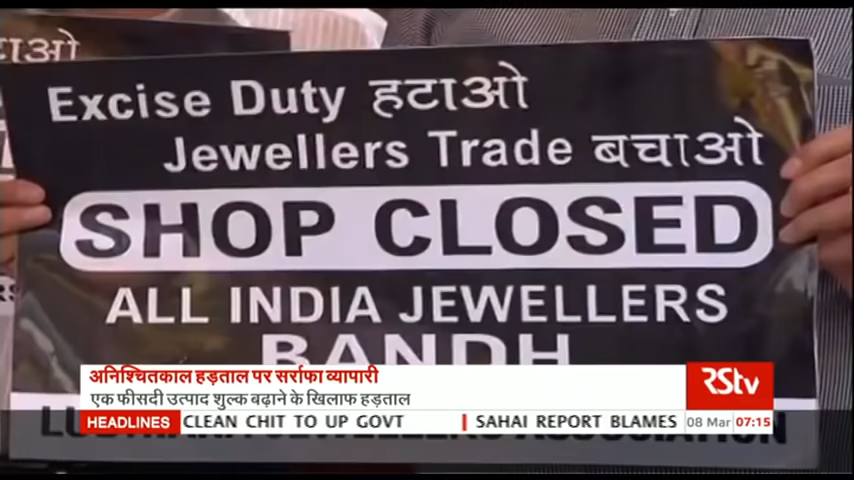 टाओ
Excise Duty हटाओ
Jewellers Trade बचाओ
SHOP CLOSED
ALL INDIA JEWELLERS
BANDH
अनिश्चितकाल हड़ताल पर सर्राफा व्यापारी
एक फीसदी उत्पाद शुल्क बढ़ाने के खिलाफ हड़ताल
RStv
HEADLINES CLEAN CHIT TO UP GOVT SAHAI REPORT BLAMES 08 Mar 07:15